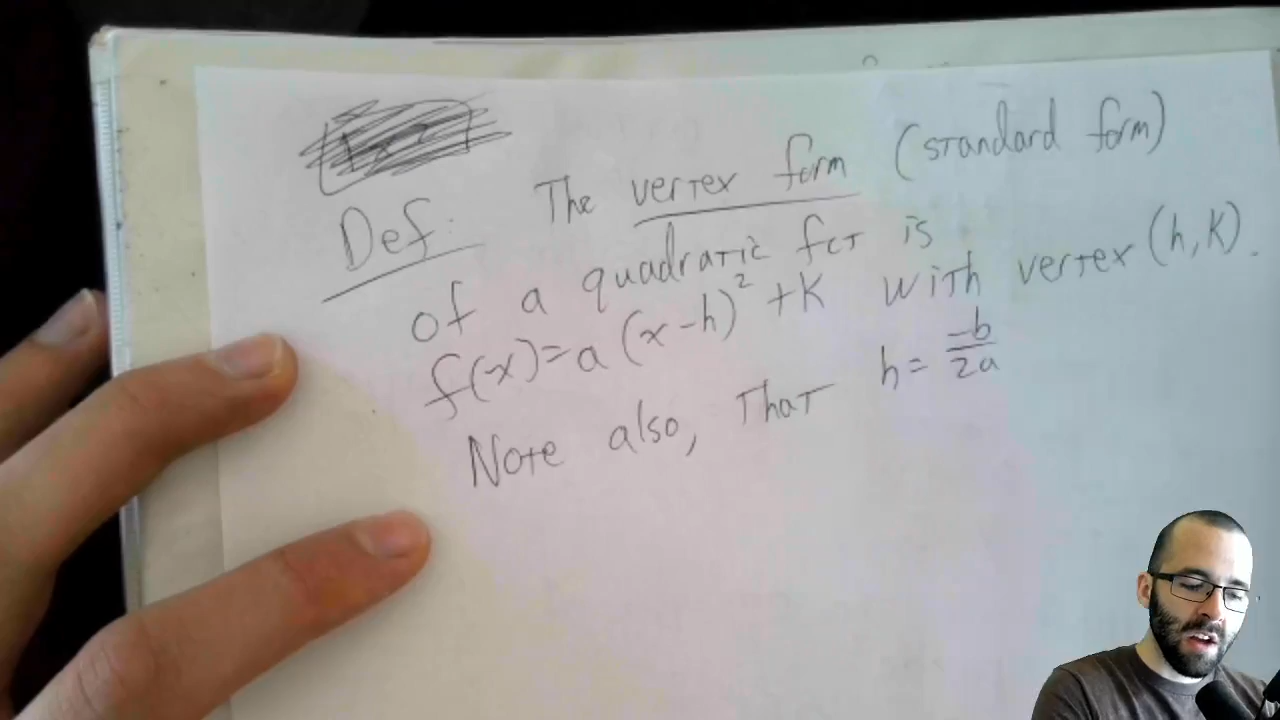 Def: The vertex form (standard form)
of a quadratic fct is
f(x)=a(x-h)²+k with vertex (h,k).
Note also, that h = -b/2a